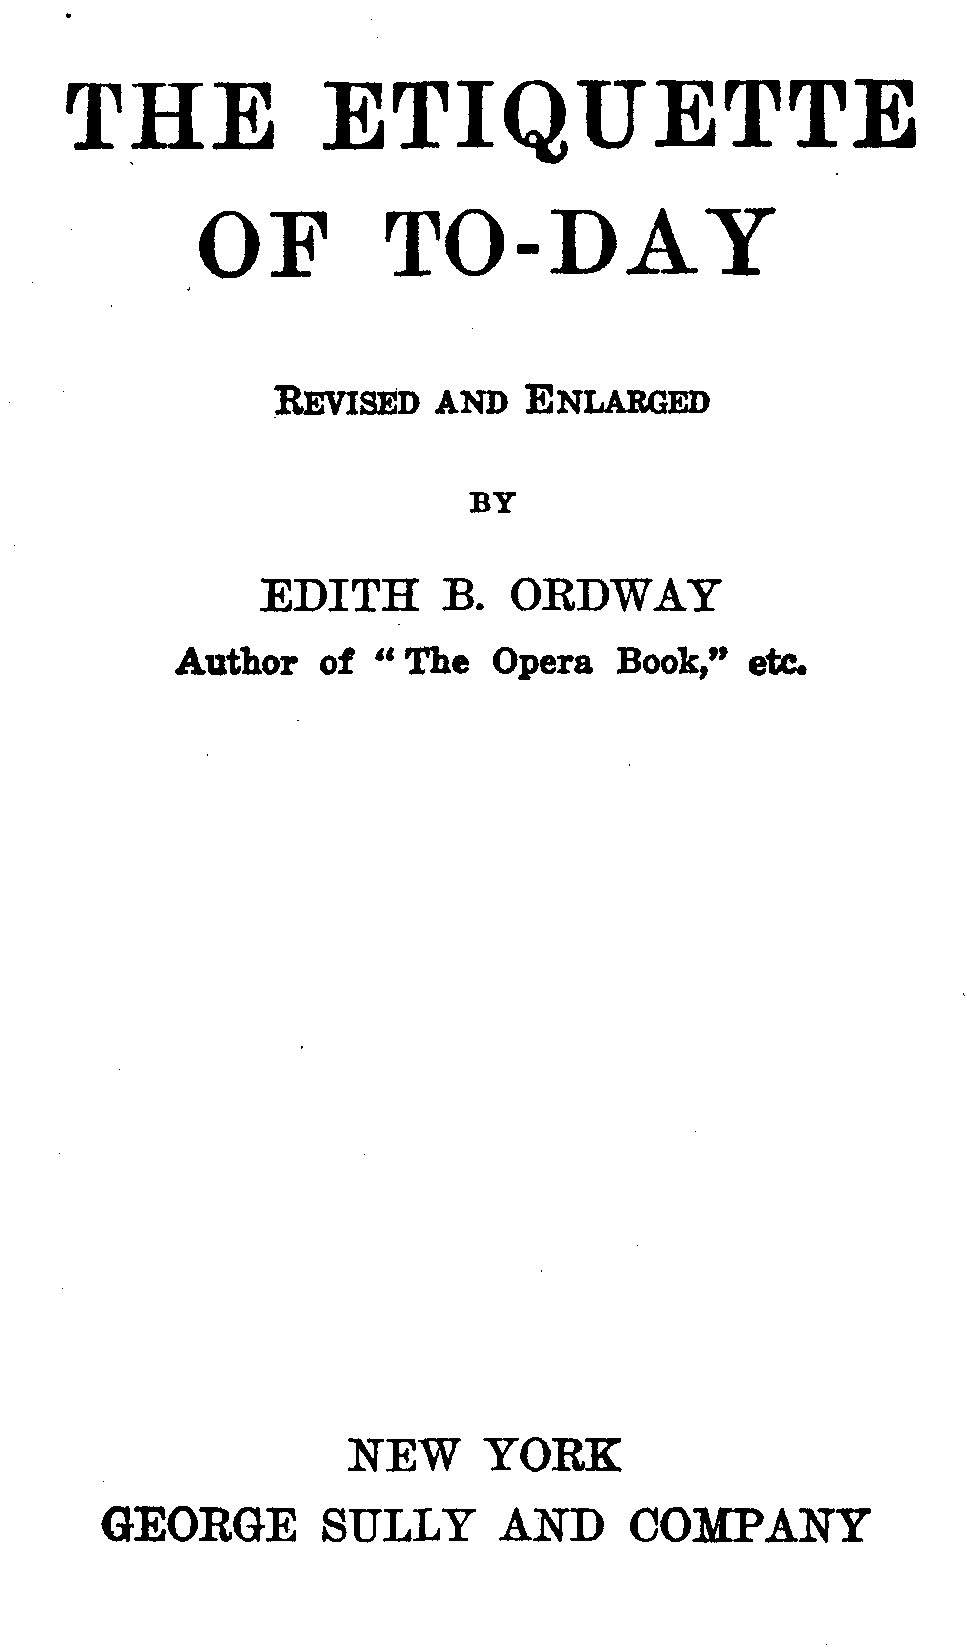 THE ETIQUETTE
OF TO-DAY
REVISED AND ENLARGED
BY
EDITH B. ORDWAY
Author of "The Opera Book," etc.
NEW YORK
GEORGE SULLY AND COMPANY